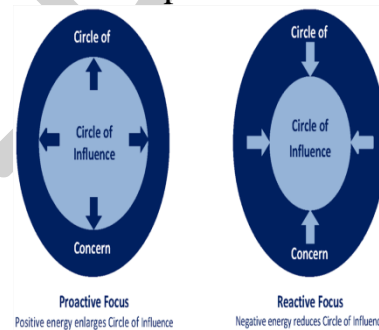 Circle of
Circle of
Influence
Concern
Proactive Focus
Positive energy enlarges Circle of Influence
Circle of
Circle of
Influence
Concern
Reactive Focus
Negative energy reduces Circle of